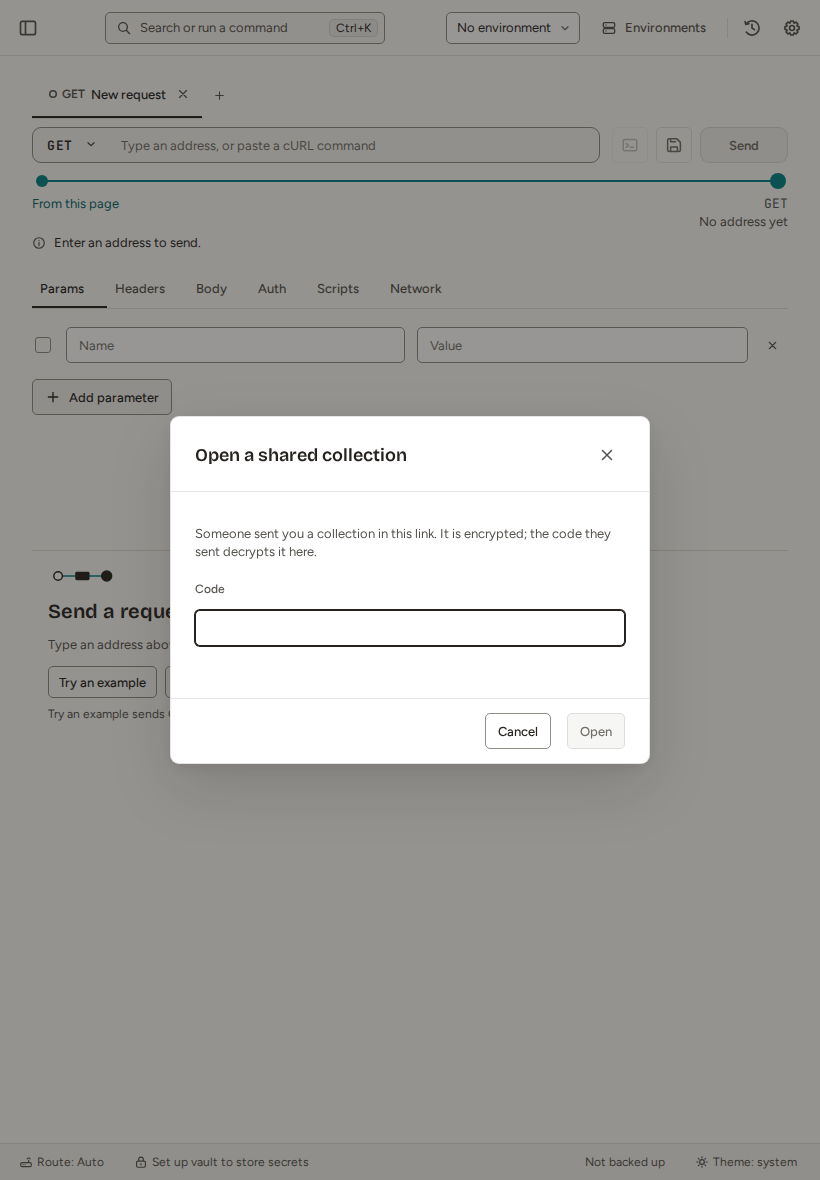 Search or run a command Ctrl+K No environment Environments
GET New request
GET Type an address, or paste a cURL command Send
From this page GET
No address yet
Enter an address to send.
Params Headers Body Auth Scripts Network
Name Value
Add parameter
Open a shared collection
Someone sent you a collection in this link. It is encrypted; the code they
sent decrypts it here.
Code
Cancel Open
Send a reque
Type an address abo
Try an example
Try an example sends
Route: Auto Set up vault to store secrets Not backed up Theme: system